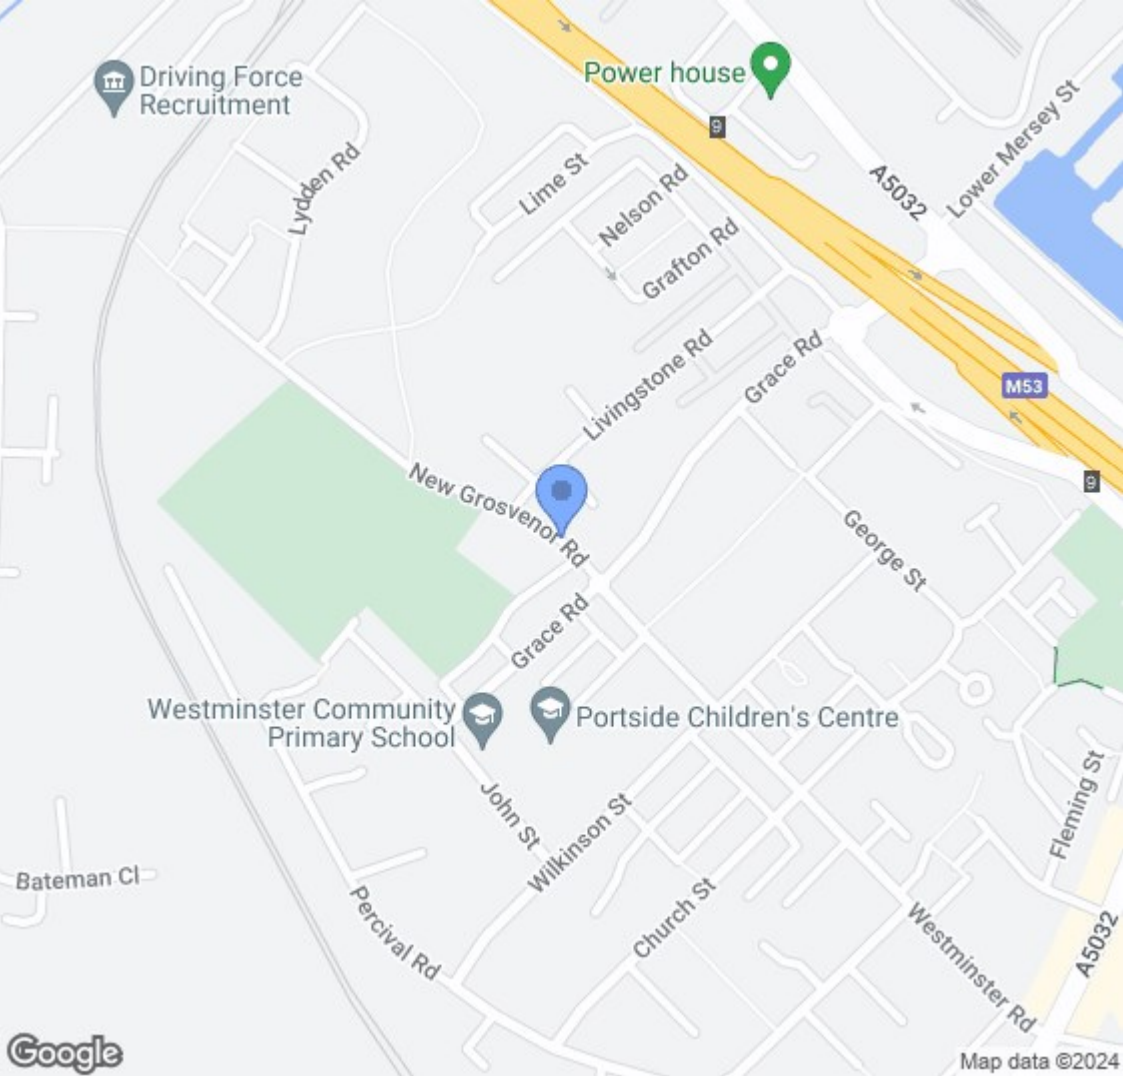 Driving Force
Recruitment
Power house
9
A5032
Lower Mersey St
Lydden Rd
Lime St
Nelson Rd
Grafton Rd
Livingstone Rd
Grace Rd
M53
9
New Grosvenor Rd
George St
Grace Rd
Westminster Community
Primary School
Portside Children's Centre
John St
Wilkinson St
Fleming St
Bateman Cl
Percival Rd
Church St
Westminster Rd
A5032
Google
Map data ©2024